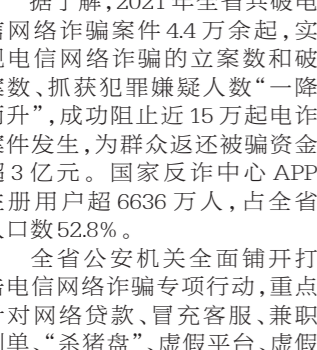 据了解，2021年全省共破电
信网络诈骗案件4.4万余起，实
现电信网络诈骗的立案数和破
案数、抓获犯罪嫌疑人数“一降
两升”，成功阻止近15万起电诈
案件发生，为群众返还被骗资金
超3亿元。国家反诈中心APP
注册用户超6636万人，占全省
人口数52.8%。
全省公安机关全面铺开打
击电信网络诈骗专项行动，重点
针对网络贷款、冒充客服、兼职
刷单、“杀猪盘”、虚假平台、虚假